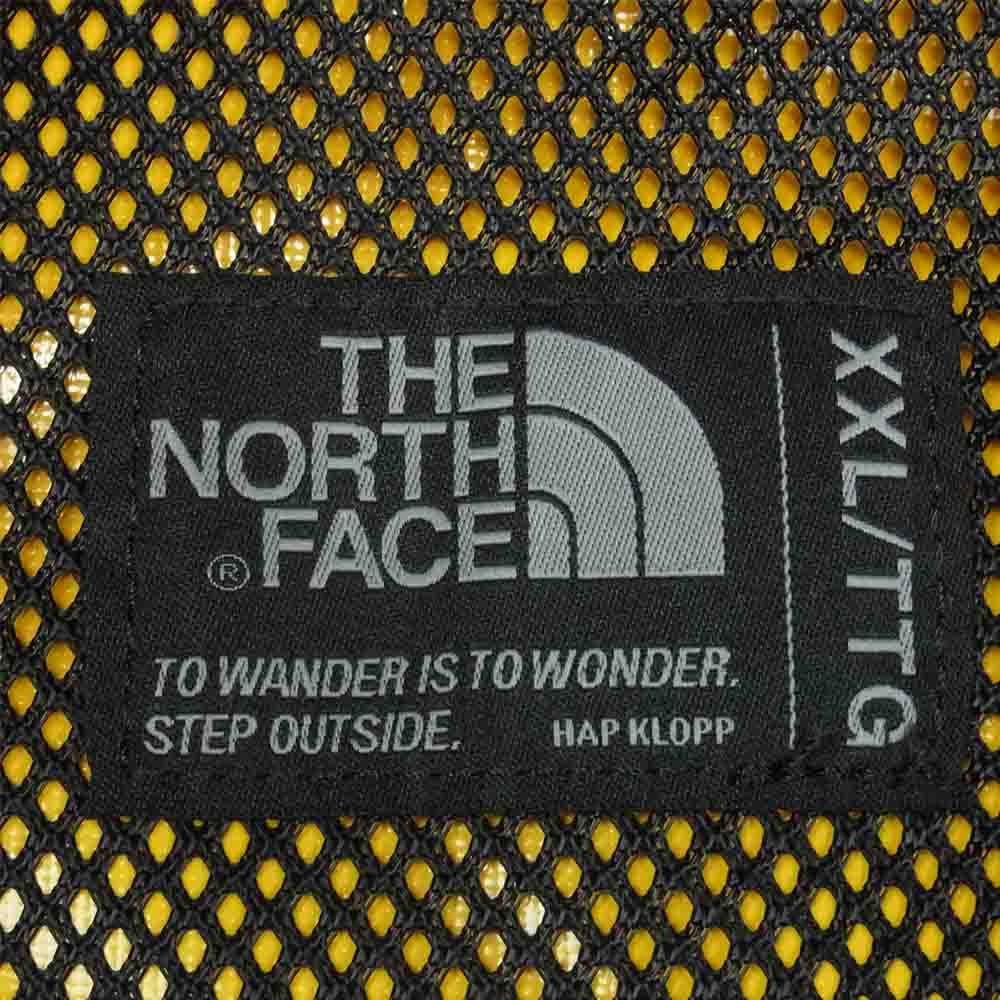 THE
NORTH
® FACE
TO WANDER IS TO WONDER.
STEP OUTSIDE. HAP KLOPP
XXL/TTG